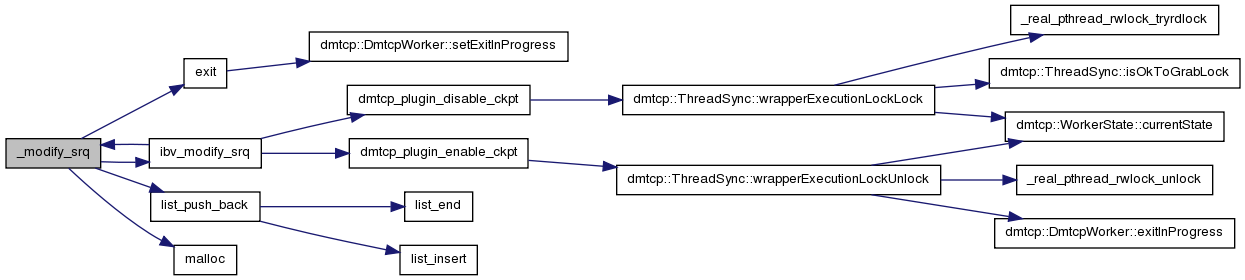 _real_pthread_rwlock_tryrdlock
dmtcp::DmtcpWorker::setExitInProgress
exit
dmtcp::ThreadSync::isOkToGrabLock
dmtcp_plugin_disable_ckpt
dmtcp::ThreadSync::wrapperExecutionLockLock
dmtcp::WorkerState::currentState
_modify_srq
ibv_modify_srq
dmtcp_plugin_enable_ckpt
dmtcp::ThreadSync::wrapperExecutionLockUnlock
_real_pthread_rwlock_unlock
list_push_back
list_end
dmtcp::DmtcpWorker::exitInProgress
malloc
list_insert